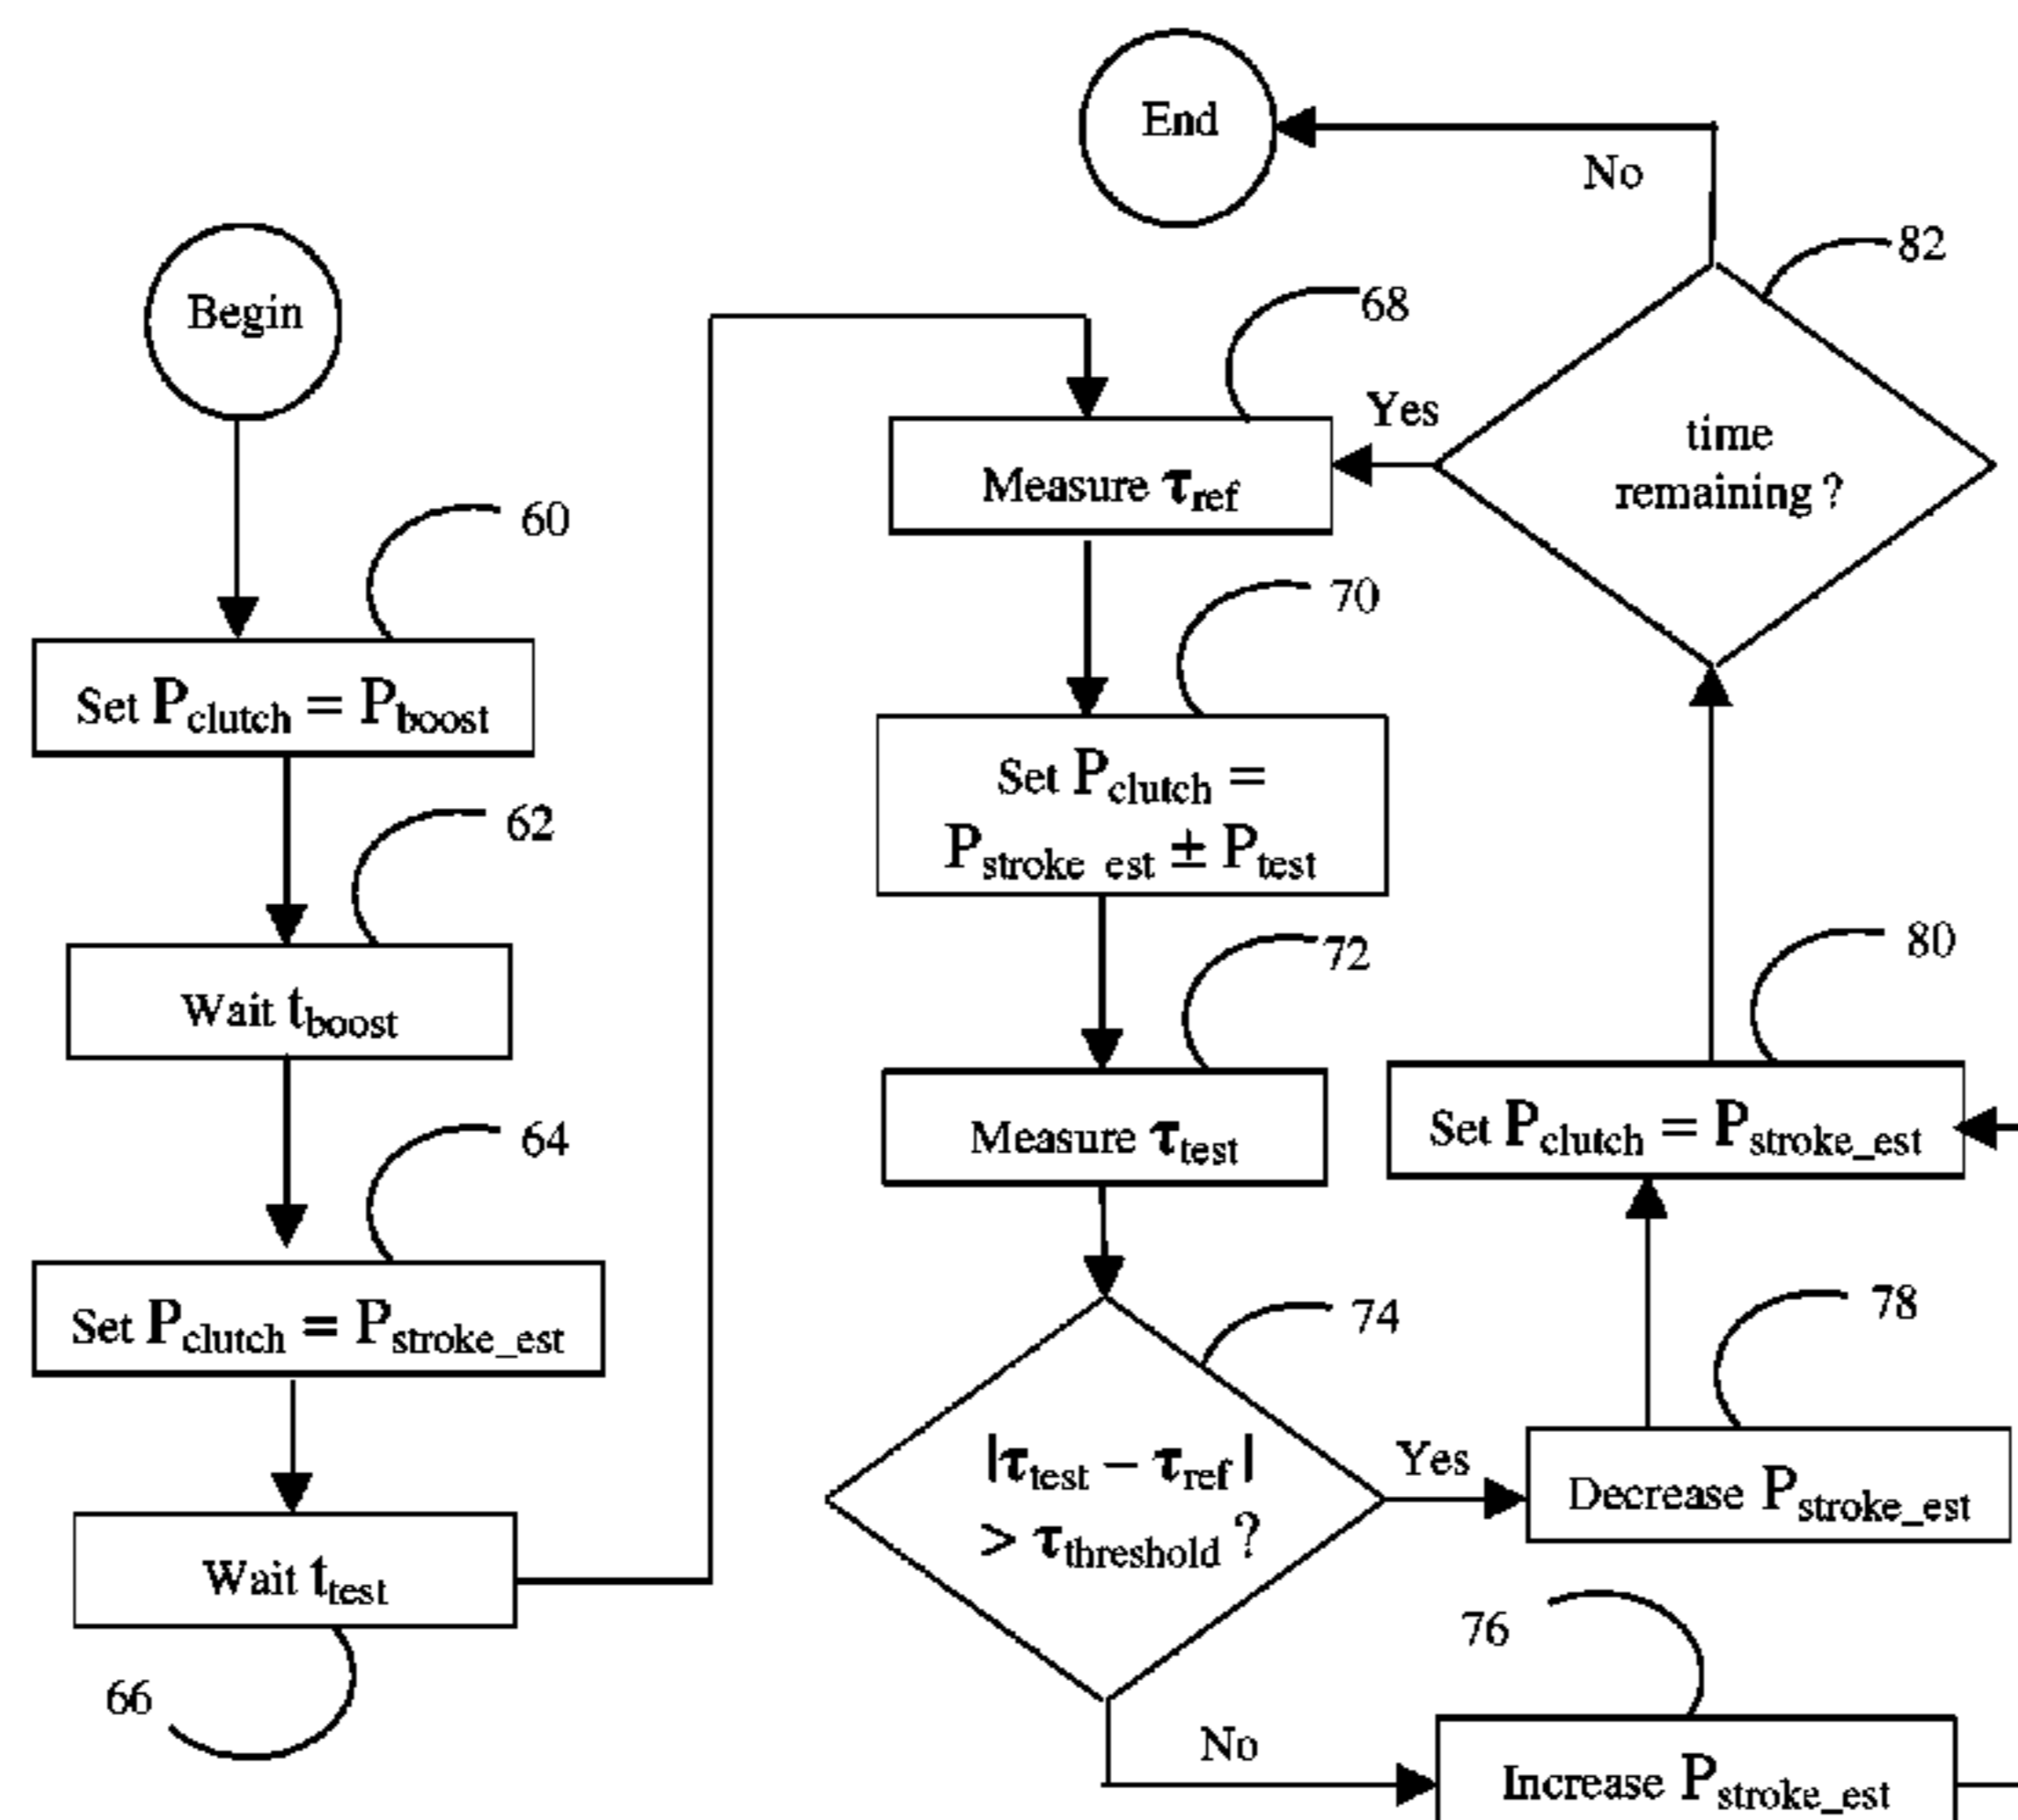 Begin
60
Set Pclutch = Pboost
62
Wait tboost
64
Set Pclutch = Pstroke_est
Wait ttest
66
End
No
82
68
Yes
time
remaining ?
Measure τref
70
Set Pclutch =
Pstroke_est ± Ptest
72
Measure τtest
80
Set Pclutch = Pstroke_est
74
|τtest – τref|
> τthreshold ?
Yes
78
Decrease Pstroke_est
76
No
Increase Pstroke_est